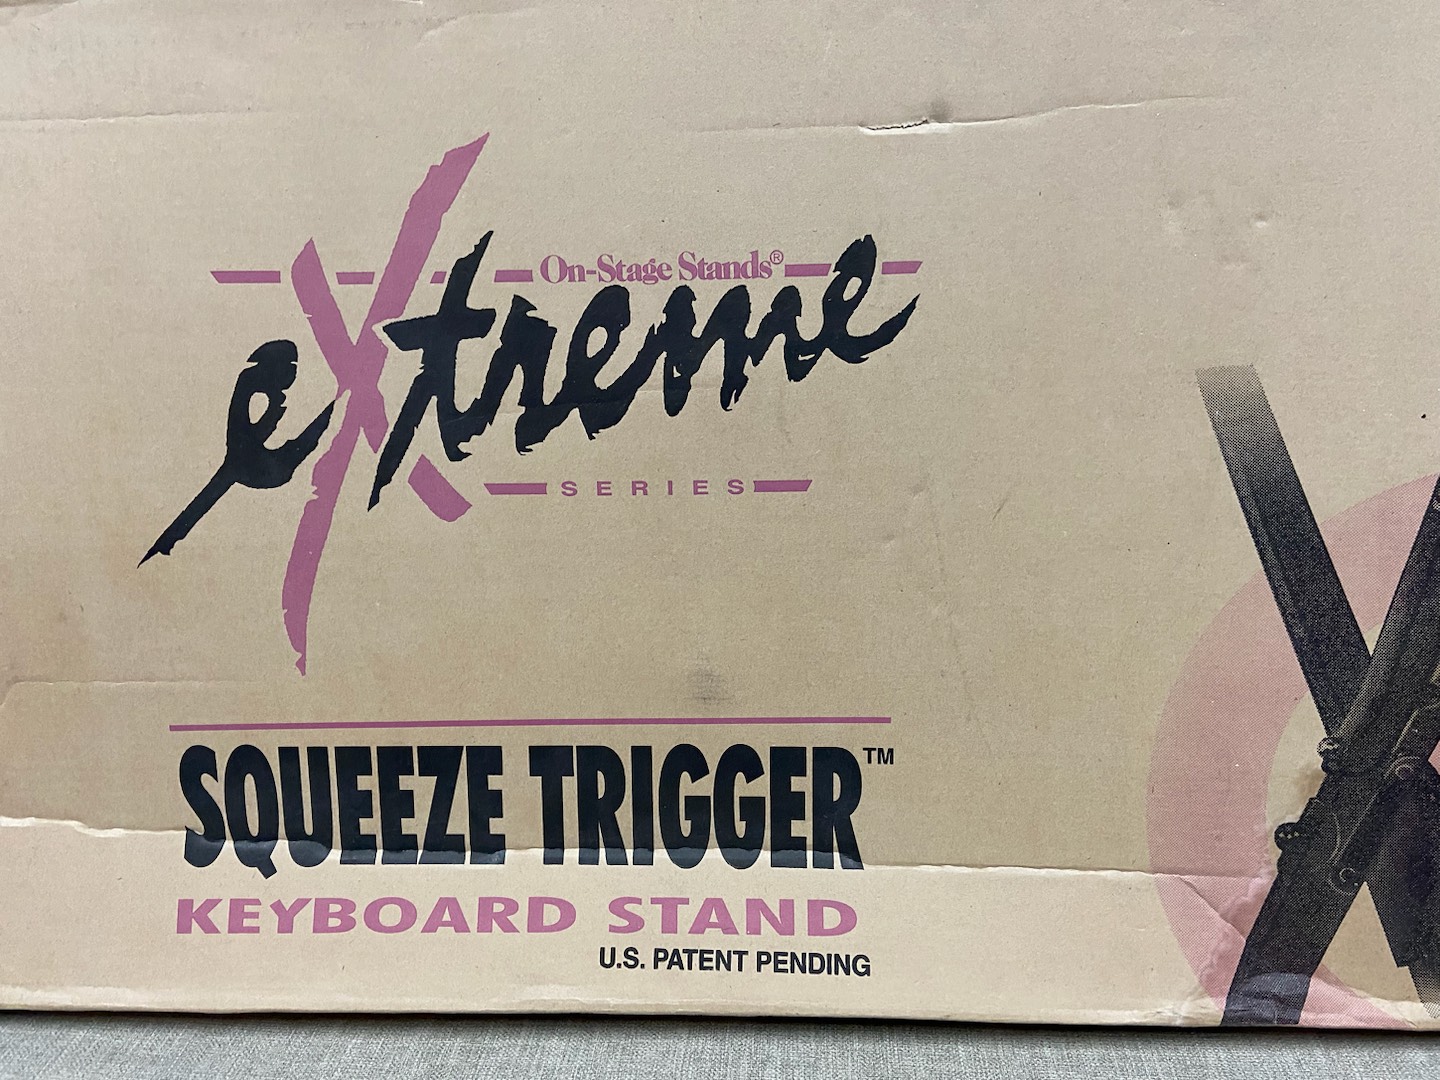 On-Stage Stands®
eXtreme
SERIES
SQUEEZE TRIGGER™
KEYBOARD STAND
U.S. PATENT PENDING